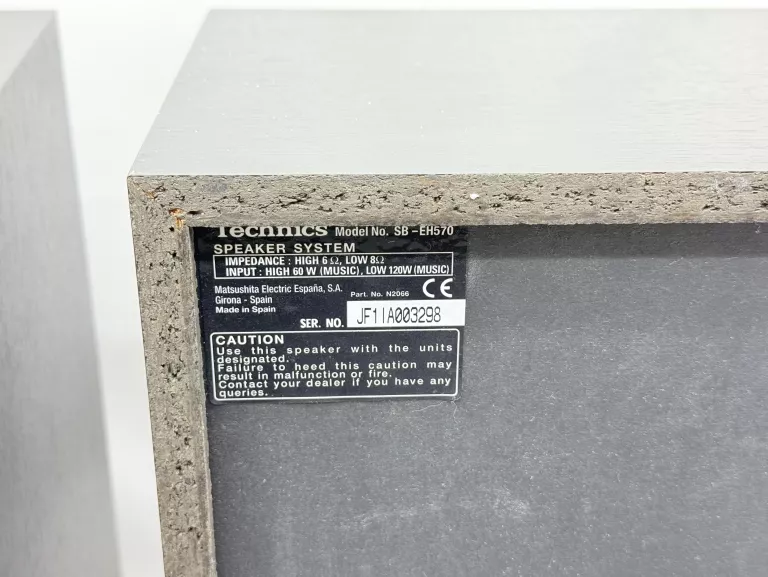 Technics Model No. SB-EH570
SPEAKER SYSTEM
IMPEDANCE : HIGH 6 Ω, LOW 8Ω
INPUT : HIGH 60 W (MUSIC), LOW 120W (MUSIC)
Matsushita Electric España, S.A.
Girona - Spain Part. No. N2066 CE
Made in Spain
SER. NO. JF1IA003298
CAUTION
Use this speaker with the units
designated.
Failure to heed this caution may
result in malfunction or fire.
Contact your dealer if you have any
queries.